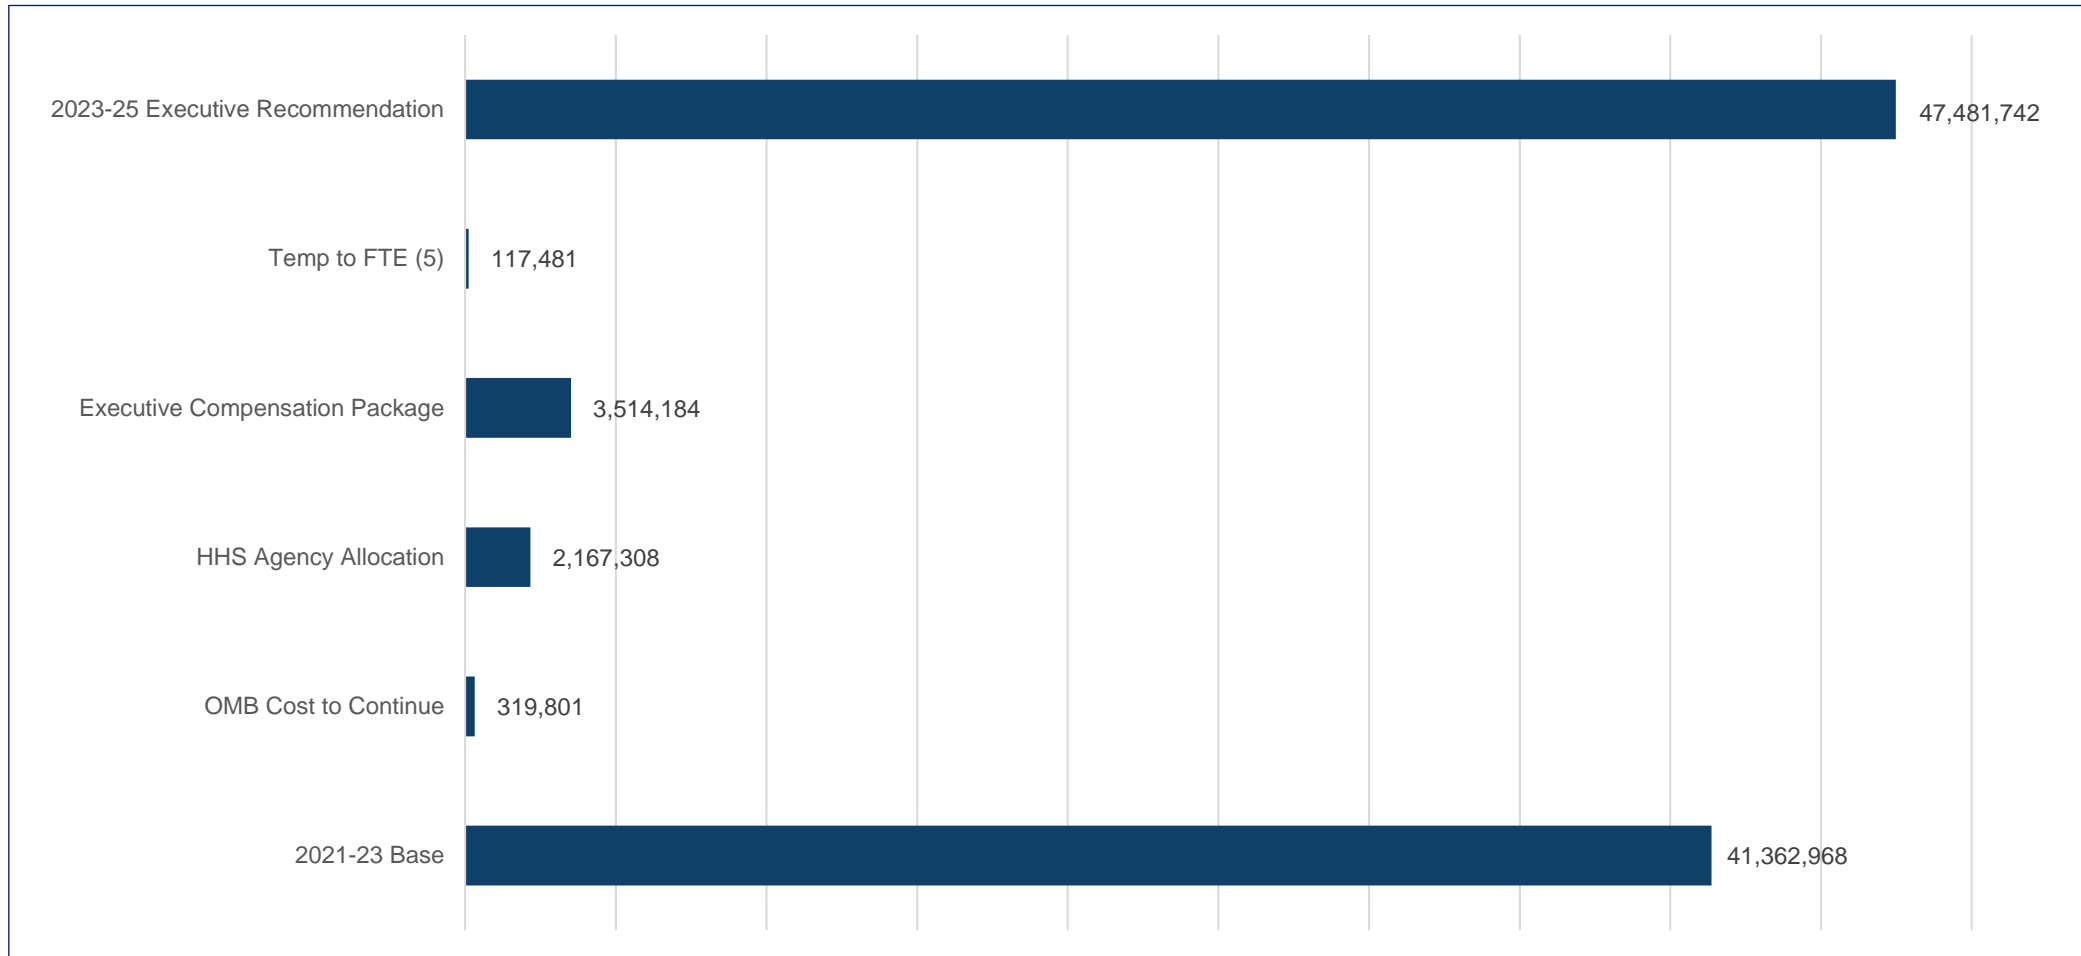 2023-25 Executive Recommendation 47,481,742
Temp to FTE (5) 117,481
Executive Compensation Package 3,514,184
HHS Agency Allocation 2,167,308
OMB Cost to Continue 319,801
2021-23 Base 41,362,968